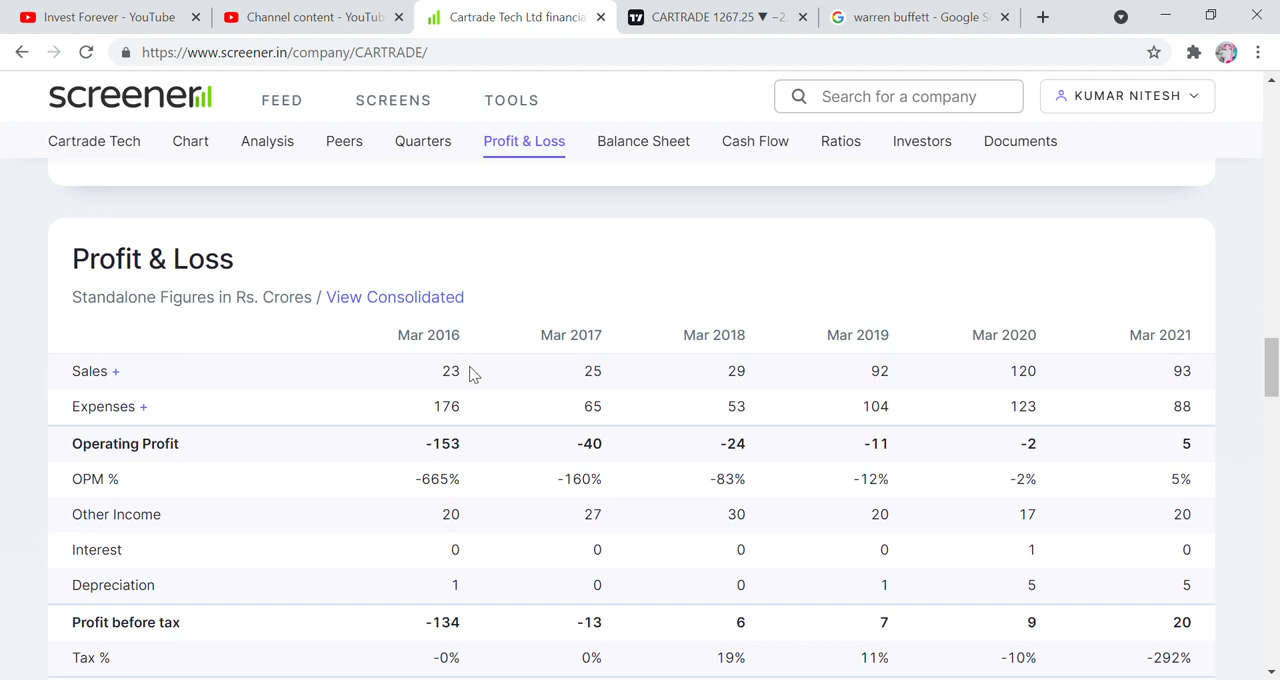 Invest Forever - YouTube Channel content - YouTub Cartrade Tech Ltd financia CARTRADE 1267.25 ▼ −2. warren buffett - Google S
https://www.screener.in/company/CARTRADE/
screener FEED SCREENS TOOLS Search for a company KUMAR NITESH
Cartrade Tech Chart Analysis Peers Quarters Profit & Loss Balance Sheet Cash Flow Ratios Investors Documents
Profit & Loss
Standalone Figures in Rs. Crores / View Consolidated
Mar 2016 Mar 2017 Mar 2018 Mar 2019 Mar 2020 Mar 2021
Sales + 23 25 29 92 120 93
Expenses + 176 65 53 104 123 88
Operating Profit -153 -40 -24 -11 -2 5
OPM % -665% -160% -83% -12% -2% 5%
Other Income 20 27 30 20 17 20
Interest 0 0 0 0 1 0
Depreciation 1 0 0 1 5 5
Profit before tax -134 -13 6 7 9 20
Tax % -0% 0% 19% 11% -10% -292%